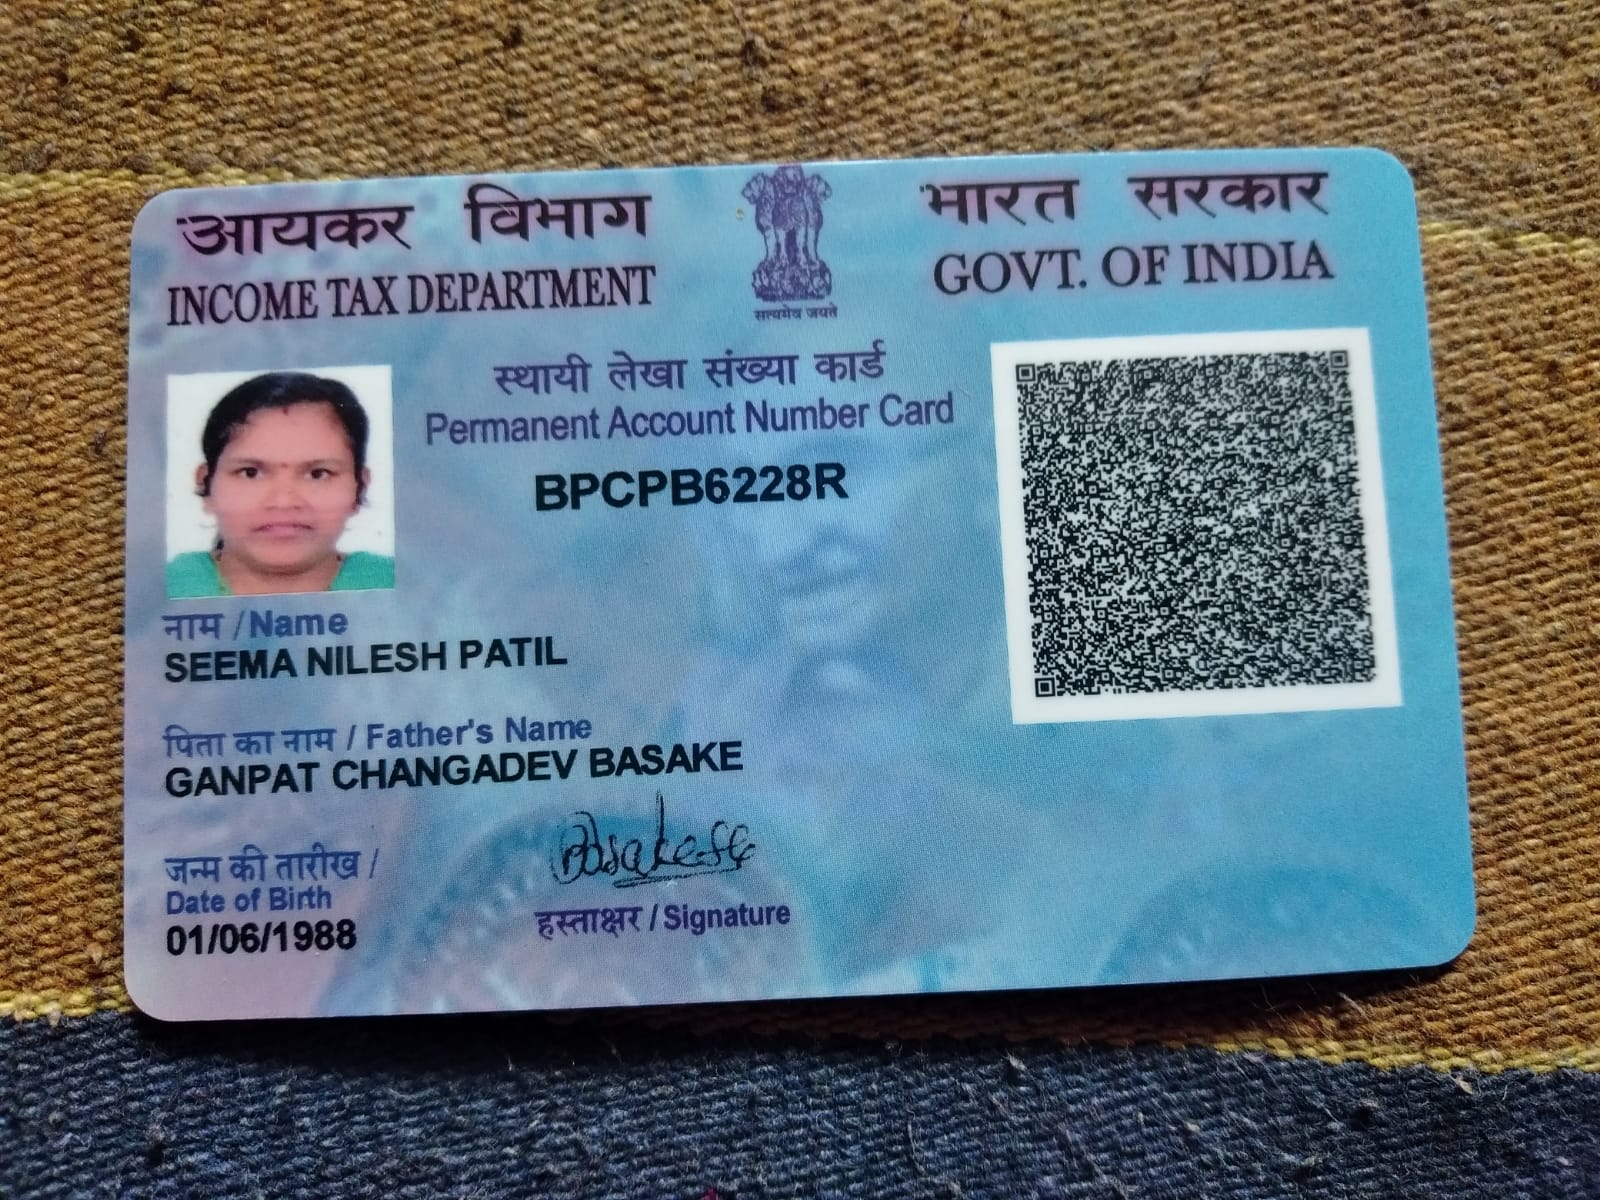 आयकर विभाग
INCOME TAX DEPARTMENT
सत्यमेव जयते
भारत सरकार
GOVT. OF INDIA
स्थायी लेखा संख्या कार्ड
Permanent Account Number Card
BPCPB6228R
नाम / Name
SEEMA NILESH PATIL
पिता का नाम / Father's Name
GANPAT CHANGADEV BASAKE
जन्म की तारीख /
Date of Birth
01/06/1988
हस्ताक्षर / Signature